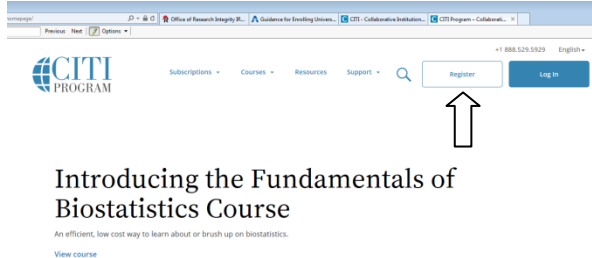 homepage/
Office of Research Integrity IR... Guidance for Enrolling Univers... CITI - Collaborative Institution... CITI Program – Collaborati... ×
Previous Next Options
+1 888.529.5929 English
CITI PROGRAM Subscriptions Courses Resources Support Register Log In
Introducing the Fundamentals of
Biostatistics Course
An efficient, low cost way to learn about or brush up on biostatistics.
View course